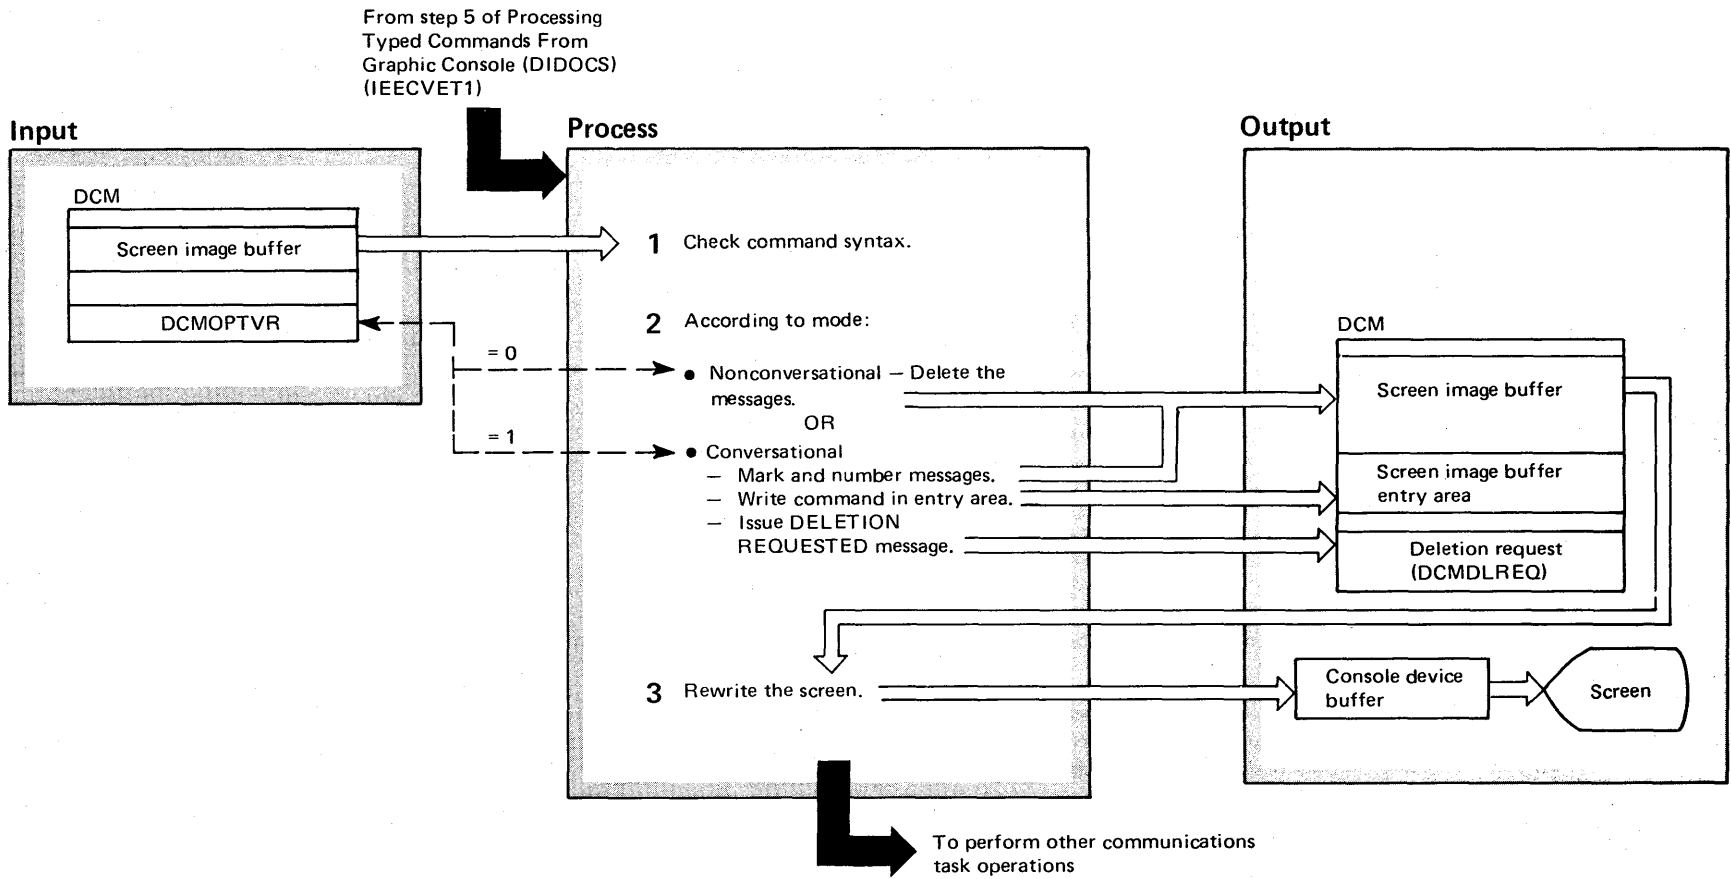 From step 5 of Processing
Typed Commands From
Graphic Console (DIDOCS)
(IEECVET1)
Input
Process
Output
DCM
Screen image buffer
DCMOPTVR
1 Check command syntax.
2 According to mode:
= 0
● Nonconversational — Delete the
messages.
OR
= 1
● Conversational
— Mark and number messages.
— Write command in entry area.
— Issue DELETION
REQUESTED message.
DCM
Screen image buffer
Screen image buffer
entry area
Deletion request
(DCMDLREQ)
3 Rewrite the screen.
Console device
buffer
Screen
To perform other communications
task operations